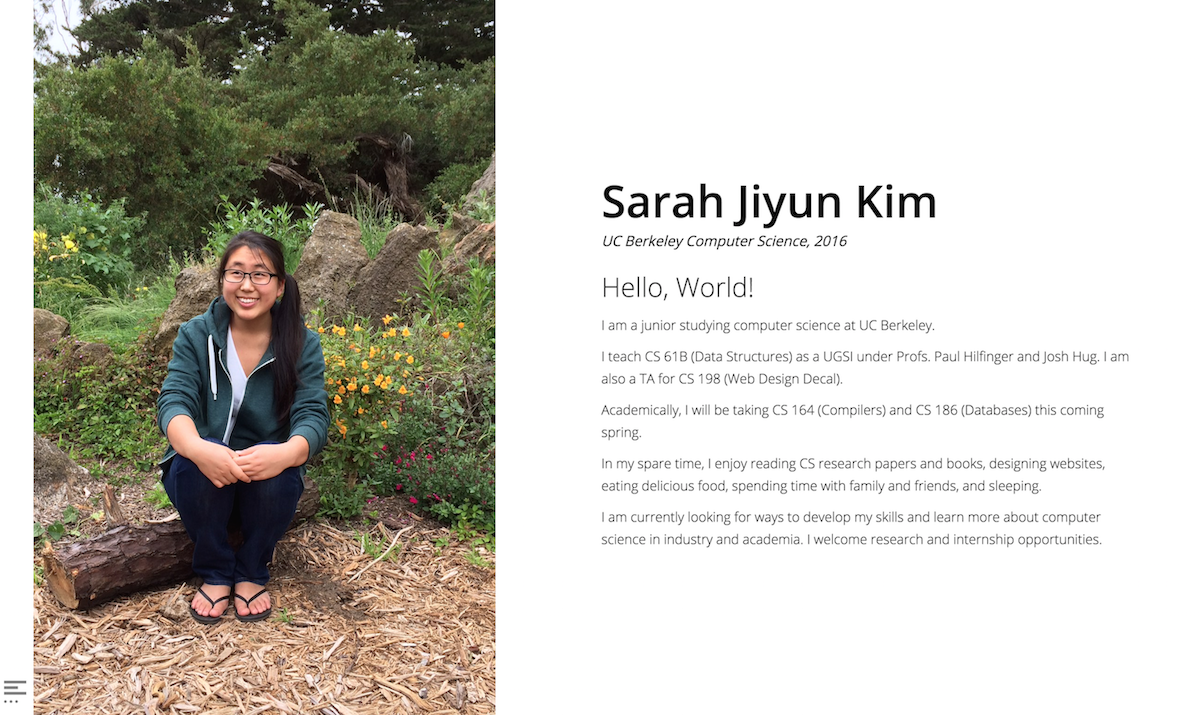 Sarah Jiyun Kim
UC Berkeley Computer Science, 2016
Hello, World!
I am a junior studying computer science at UC Berkeley.
I teach CS 61B (Data Structures) as a UGSI under Profs. Paul Hilfinger and Josh Hug. I am
also a TA for CS 198 (Web Design Decal).
Academically, I will be taking CS 164 (Compilers) and CS 186 (Databases) this coming
spring.
In my spare time, I enjoy reading CS research papers and books, designing websites,
eating delicious food, spending time with family and friends, and sleeping.
I am currently looking for ways to develop my skills and learn more about computer
science in industry and academia. I welcome research and internship opportunities.